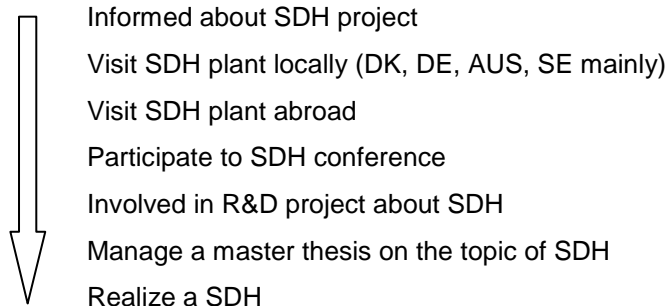 Informed about SDH project
Visit SDH plant locally (DK, DE, AUS, SE mainly)
Visit SDH plant abroad
Participate to SDH conference
Involved in R&D project about SDH
Manage a master thesis on the topic of SDH
Realize a SDH